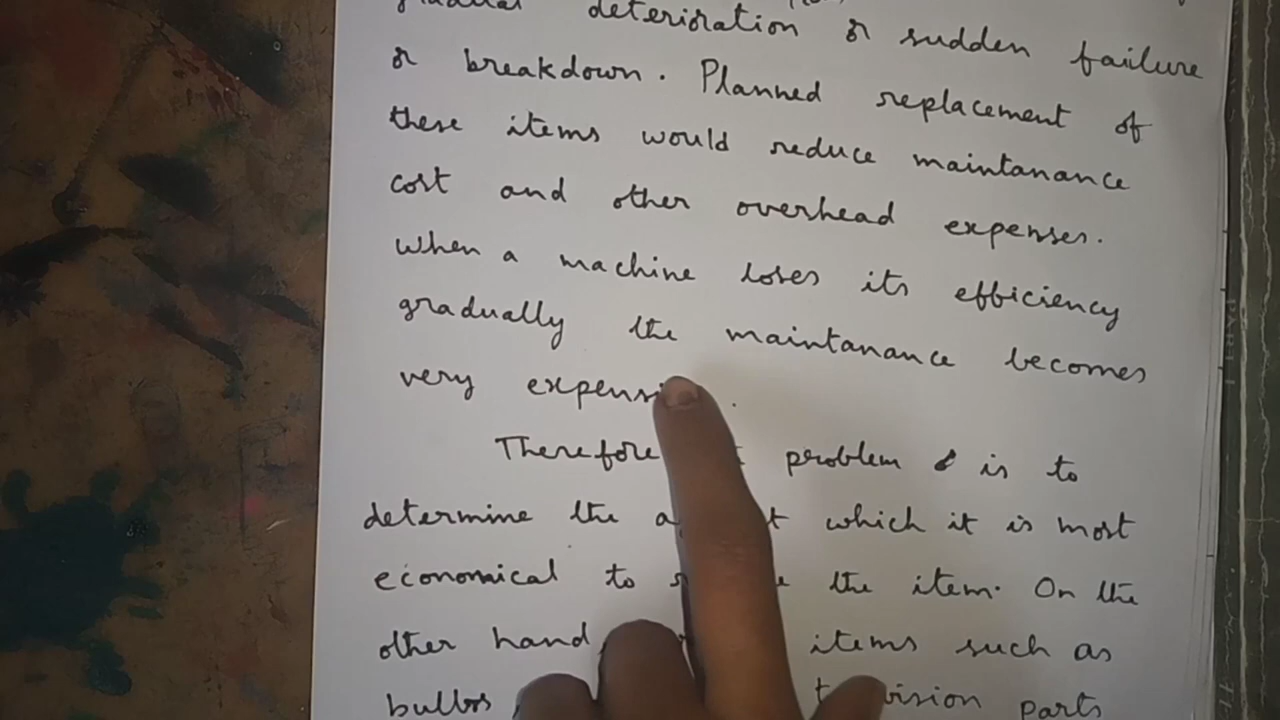 deterioration or sudden failure
or breakdown. Planned replacement of
these items would reduce maintanance
cost and other overhead expenses.
When a machine loses its efficiency
gradually the maintanance becomes
very
Therefore problem is to
determine the which it is most
economical to the item. On the
other hand, items such as
bulbs parts